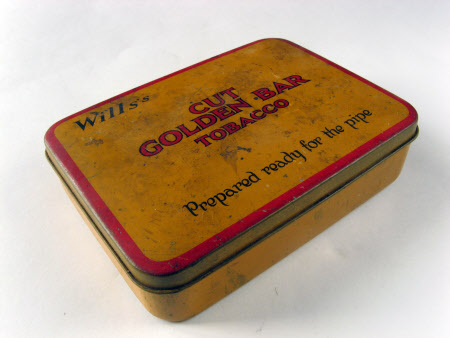 Wills's
CUT
GOLDEN BAR
TOBACCO
Prepared ready for the pipe